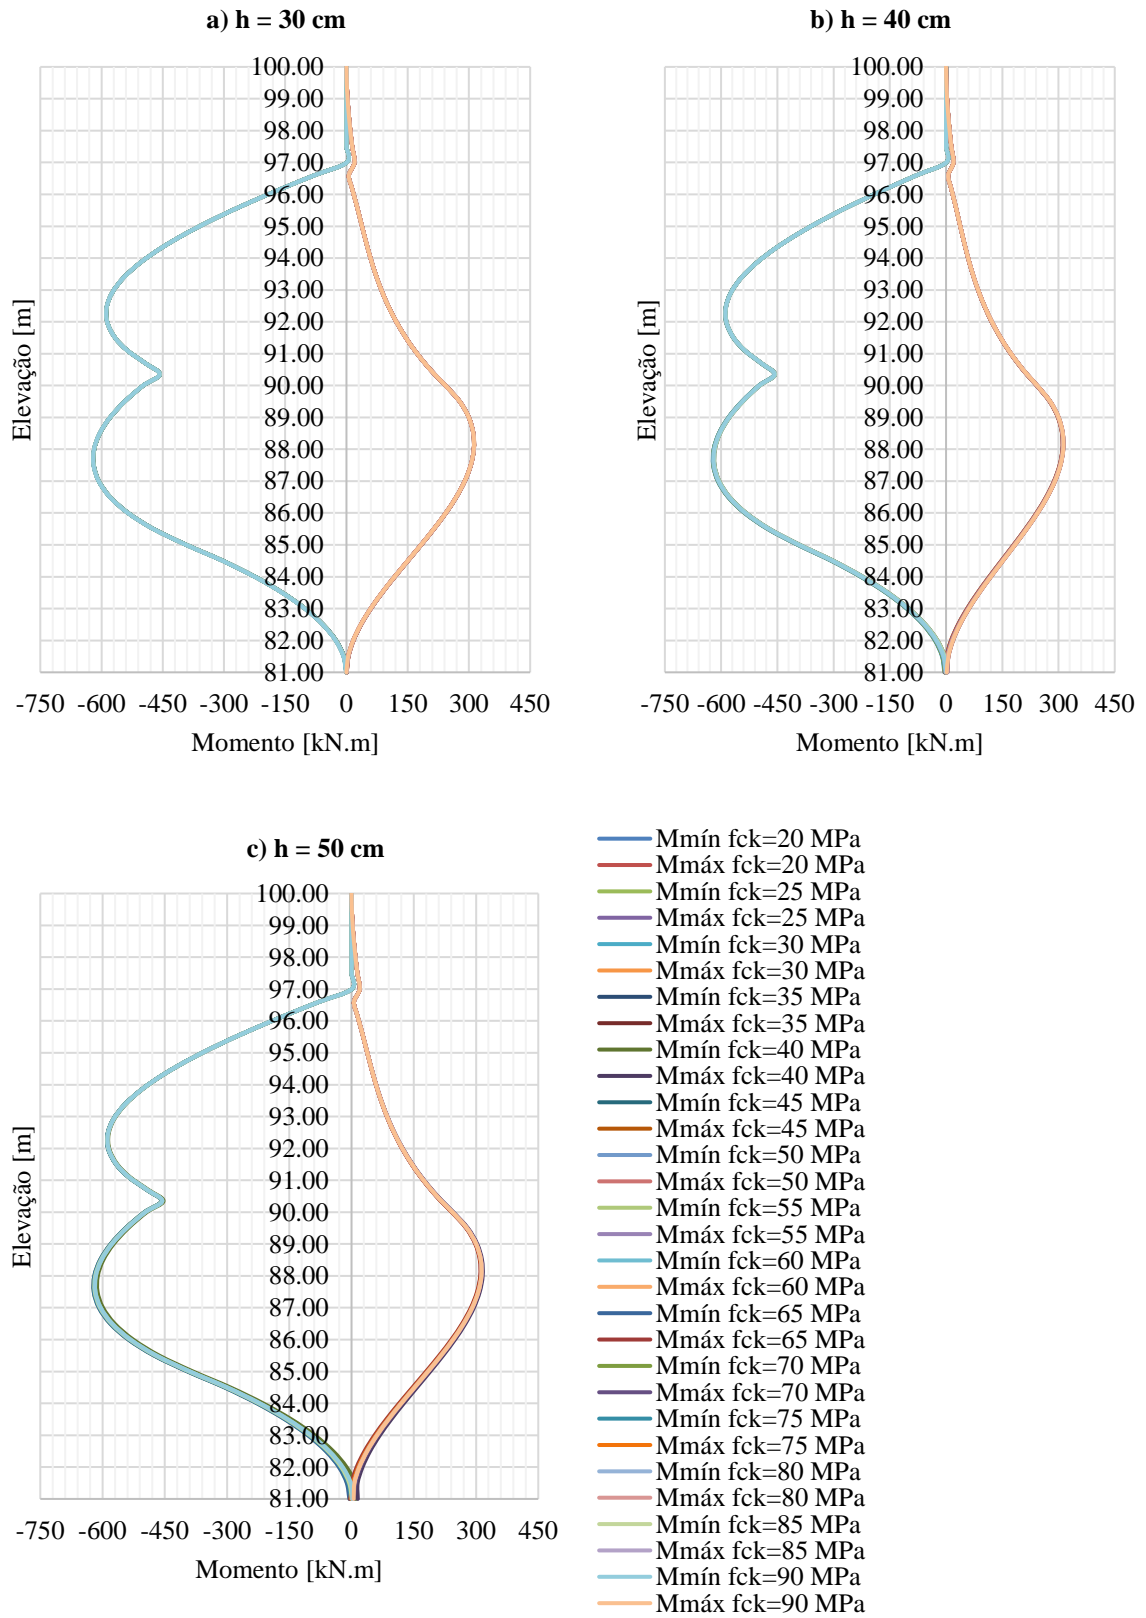 a) h = 30 cm
100.00
99.00
98.00
97.00
96.00
95.00
94.00
93.00
92.00
91.00
90.00
89.00
88.00
87.00
86.00
85.00
84.00
83.00
82.00
81.00
-750 -600 -450 -300 -150 0 150 300 450
Elevação [m]
Momento [kN.m]
b) h = 40 cm
100.00
99.00
98.00
97.00
96.00
95.00
94.00
93.00
92.00
91.00
90.00
89.00
88.00
87.00
86.00
85.00
84.00
83.00
82.00
81.00
-750 -600 -450 -300 -150 0 150 300 450
Elevação [m]
Momento [kN.m]
c) h = 50 cm
100.00
99.00
98.00
97.00
96.00
95.00
94.00
93.00
92.00
91.00
90.00
89.00
88.00
87.00
86.00
85.00
84.00
83.00
82.00
81.00
-750 -600 -450 -300 -150 0 150 300 450
Elevação [m]
Momento [kN.m]
Mmín fck=20 MPa
Mmáx fck=20 MPa
Mmín fck=25 MPa
Mmáx fck=25 MPa
Mmín fck=30 MPa
Mmáx fck=30 MPa
Mmín fck=35 MPa
Mmáx fck=35 MPa
Mmín fck=40 MPa
Mmáx fck=40 MPa
Mmín fck=45 MPa
Mmáx fck=45 MPa
Mmín fck=50 MPa
Mmáx fck=50 MPa
Mmín fck=55 MPa
Mmáx fck=55 MPa
Mmín fck=60 MPa
Mmáx fck=60 MPa
Mmín fck=65 MPa
Mmáx fck=65 MPa
Mmín fck=70 MPa
Mmáx fck=70 MPa
Mmín fck=75 MPa
Mmáx fck=75 MPa
Mmín fck=80 MPa
Mmáx fck=80 MPa
Mmín fck=85 MPa
Mmáx fck=85 MPa
Mmín fck=90 MPa
Mmáx fck=90 MPa